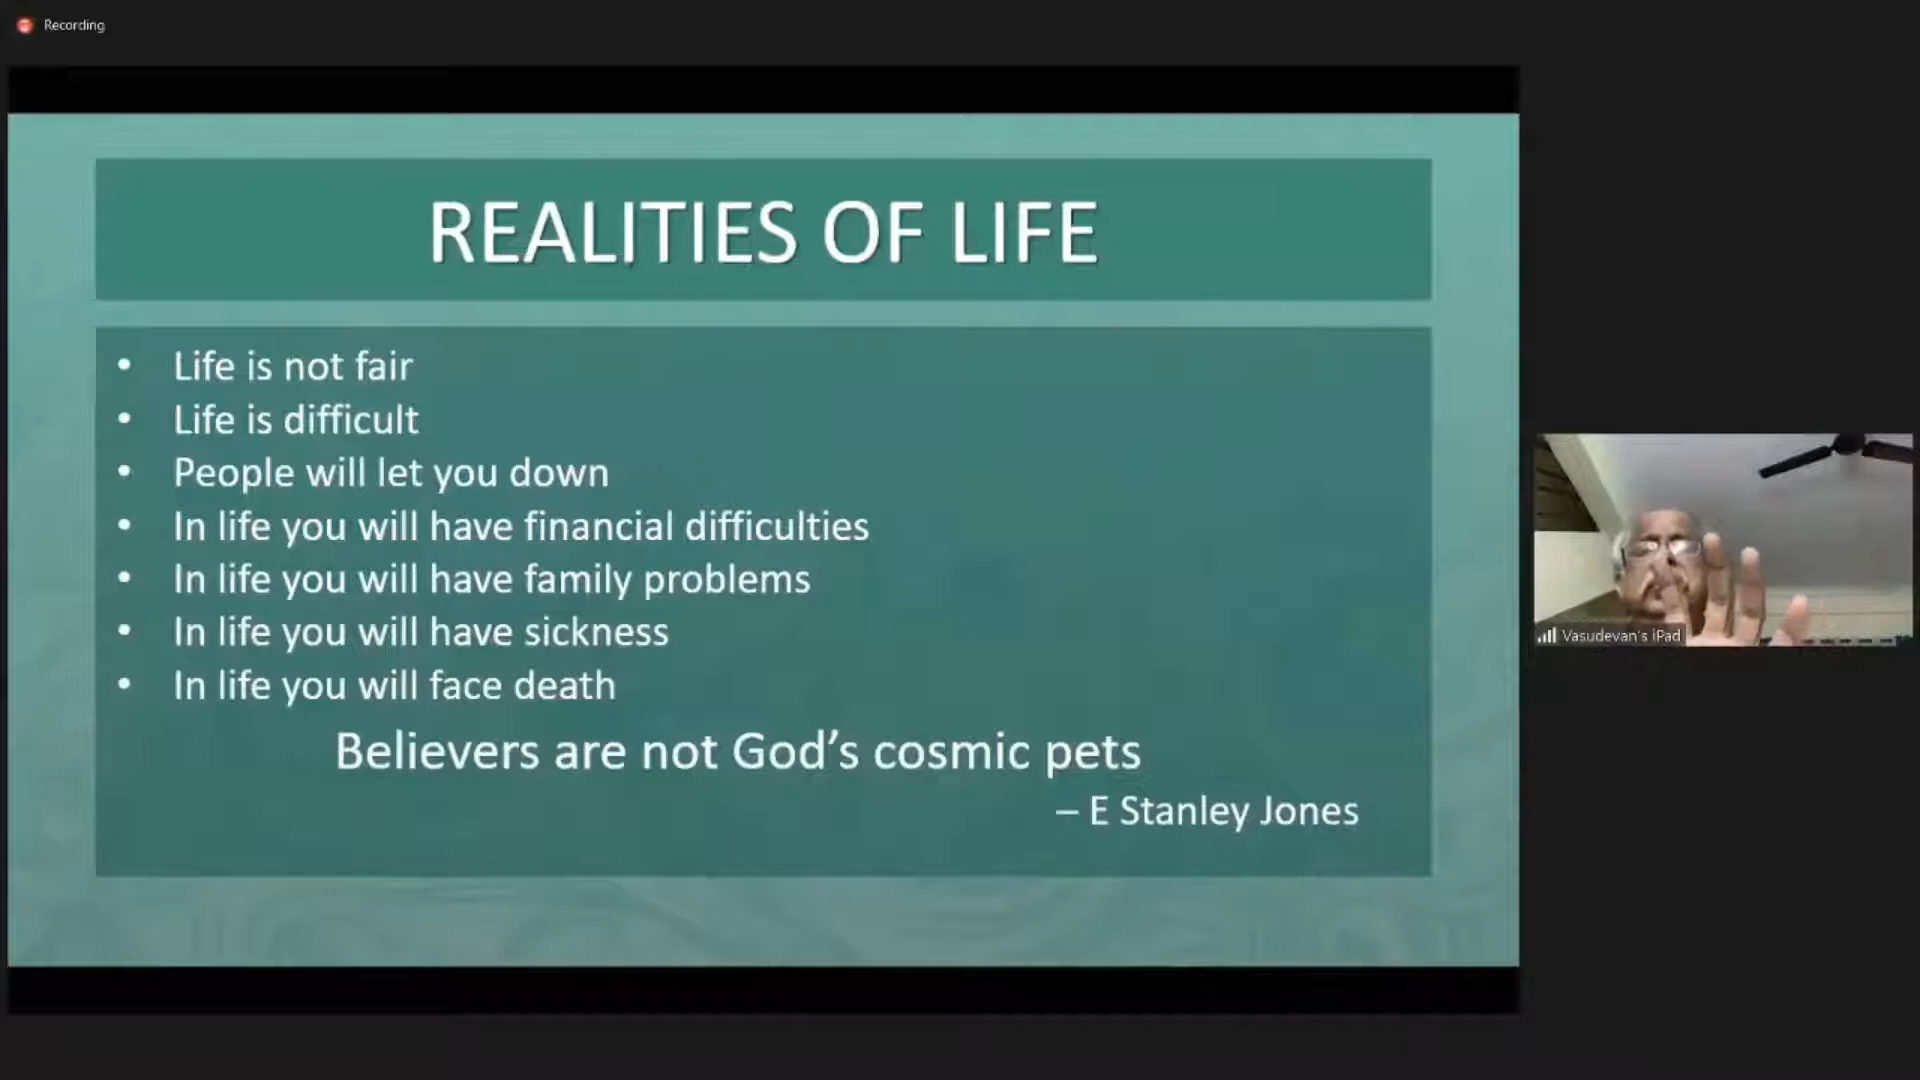 Recording
REALITIES OF LIFE
• Life is not fair
• Life is difficult
• People will let you down
• In life you will have financial difficulties
• In life you will have family problems
• In life you will have sickness
• In life you will face death
Believers are not God’s cosmic pets
– E Stanley Jones
Vasudevan's iPad